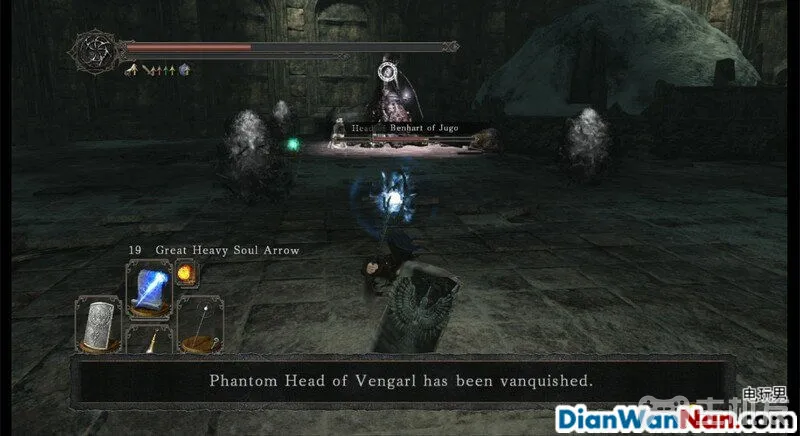 Head of Benhart of Jugo
19 Great Heavy Soul Arrow
Phantom Head of Vengarl has been vanquished.
电玩男
DianWanNan.com